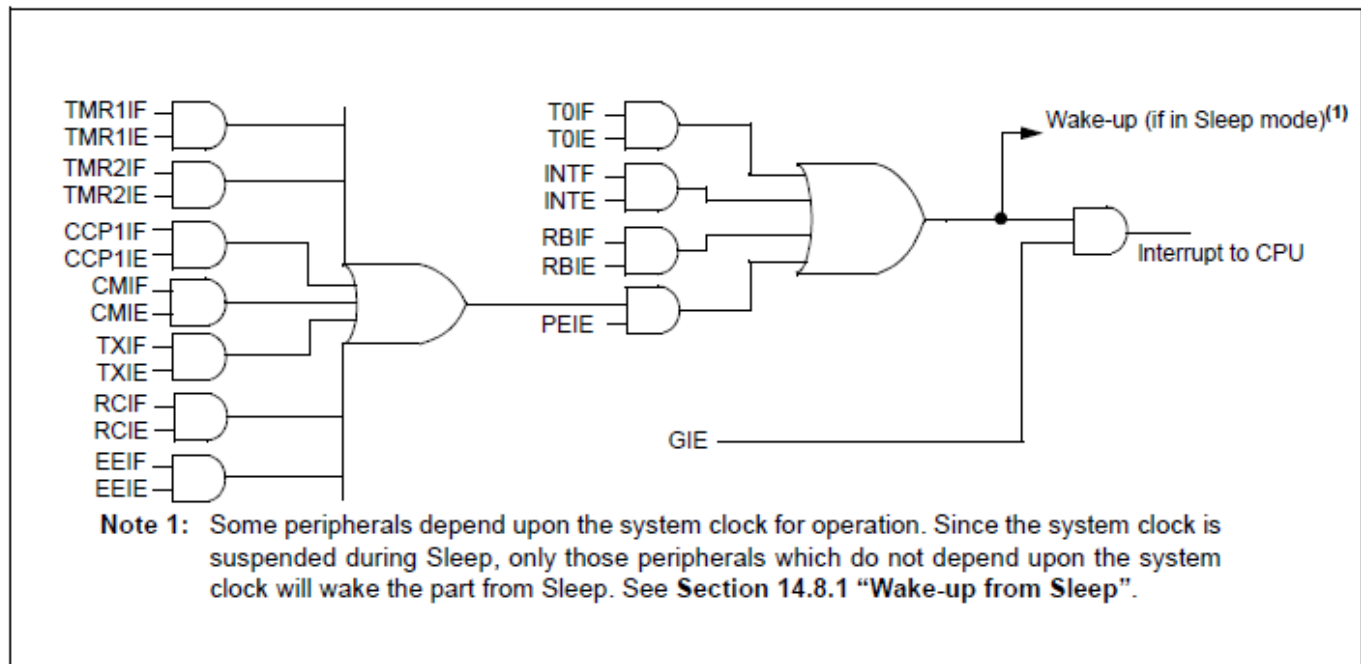 TMR1IF
TMR1IE
TMR2IF
TMR2IE
CCP1IF
CCP1IE
CMIF
CMIE
TXIF
TXIE
RCIF
RCIE
EEIF
EEIE
T0IF
T0IE
INTF
INTE
RBIF
RBIE
PEIE
GIE
Wake-up (if in Sleep mode)(1)
Interrupt to CPU
Note 1: Some peripherals depend upon the system clock for operation. Since the system clock is
suspended during Sleep, only those peripherals which do not depend upon the system
clock will wake the part from Sleep. See Section 14.8.1 “Wake-up from Sleep”.